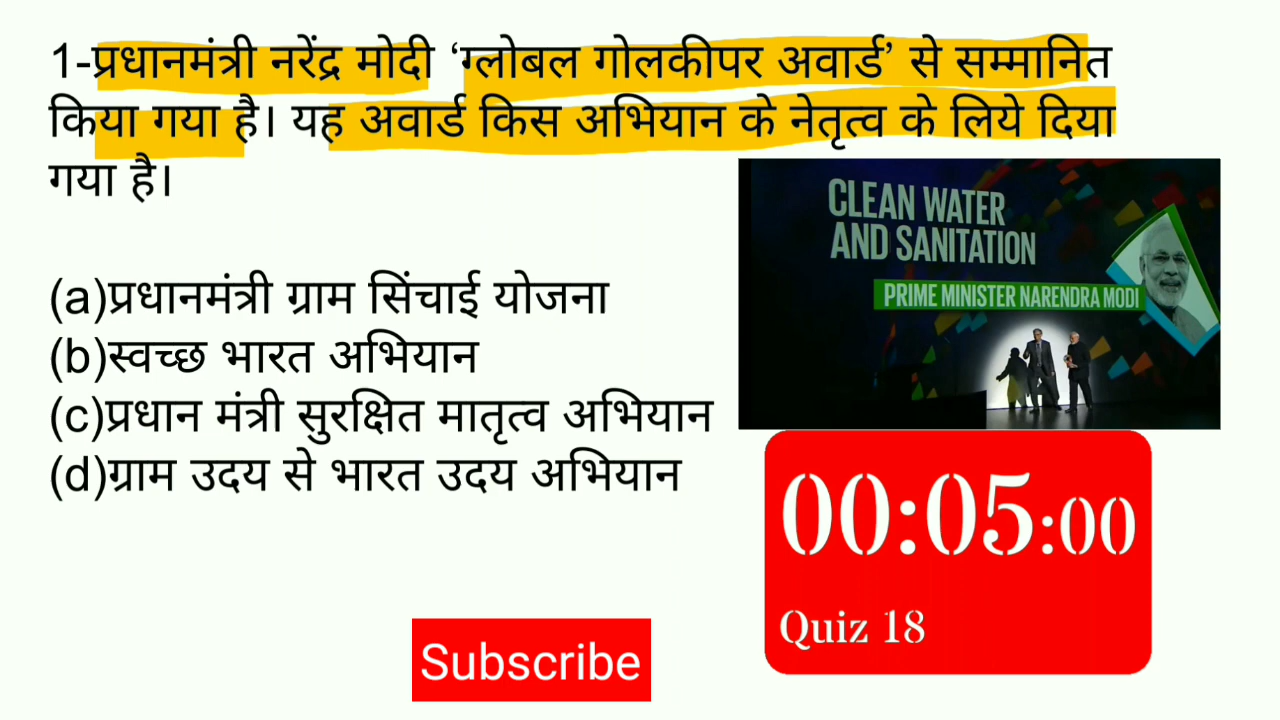 1-प्रधानमंत्री नरेंद्र मोदी ‘ग्लोबल गोलकीपर अवार्ड’ से सम्मानित
किया गया है। यह अवार्ड किस अभियान के नेतृत्व के लिये दिया
गया है।
(a)प्रधानमंत्री ग्राम सिंचाई योजना
(b)स्वच्छ भारत अभियान
(c)प्रधान मंत्री सुरक्षित मातृत्व अभियान
(d)ग्राम उदय से भारत उदय अभियान
CLEAN WATER
AND SANITATION
PRIME MINISTER NARENDRA MODI
00:05:00
Quiz 18
Subscribe